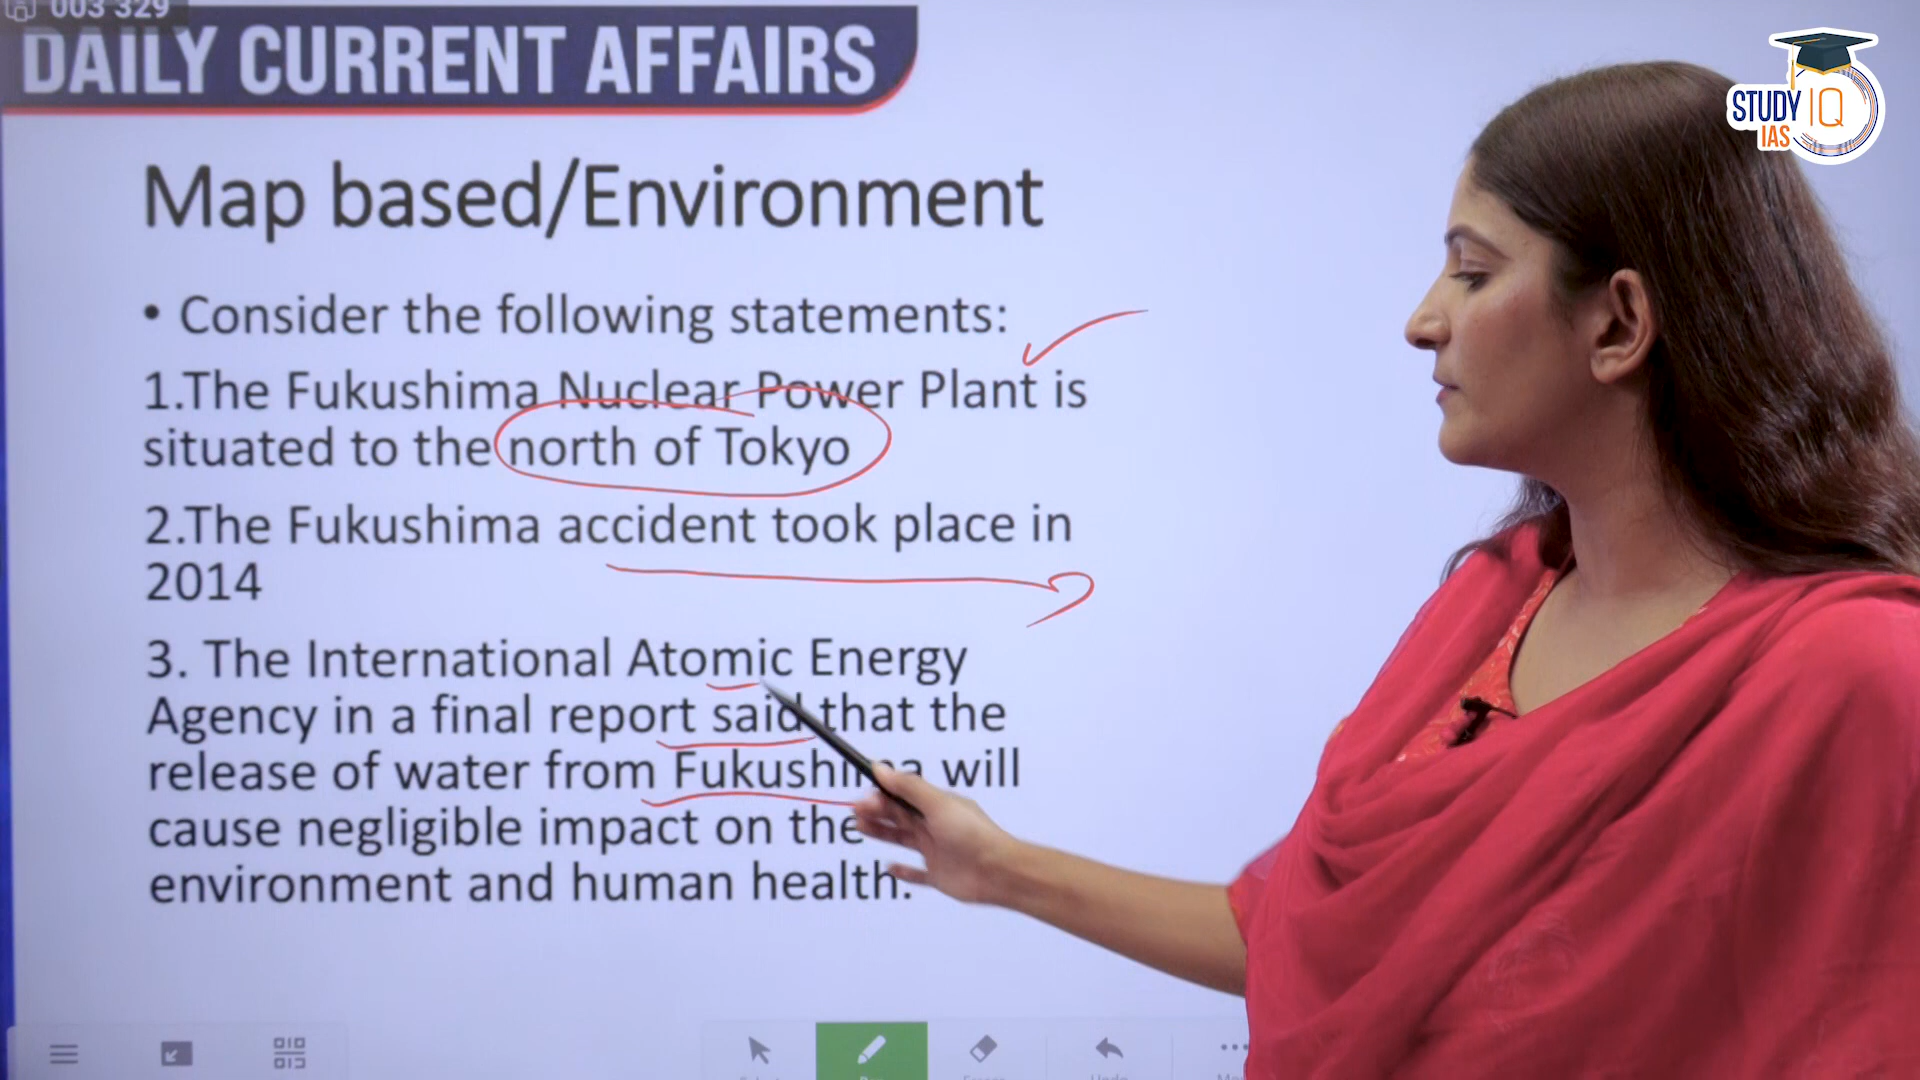 003 329
DAILY CURRENT AFFAIRS
STUDY IQ
IAS
Map based/Environment
• Consider the following statements:
1.The Fukushima Nuclear Power Plant is
situated to the north of Tokyo
2.The Fukushima accident took place in
2014
3. The International Atomic Energy
Agency in a final report said that the
release of water from Fukushima will
cause negligible impact on the
environment and human health.